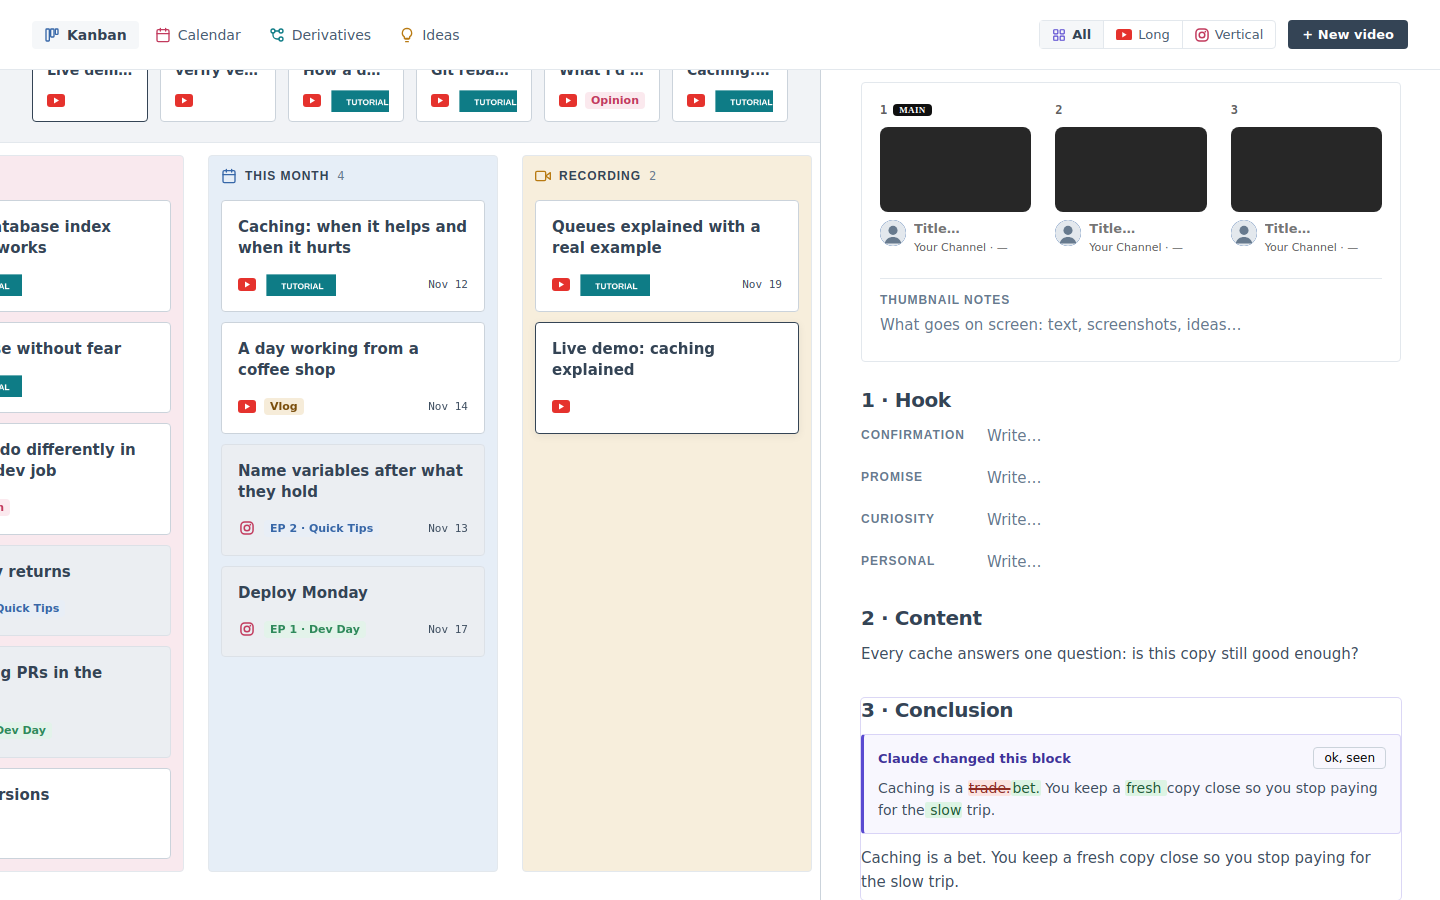 Kanban
Calendar
Derivatives
Ideas
All
Long
Vertical
+ New video
Live dem…
Verify ve…
How a d…
Git reba…
What I'd …
Caching:…
TUTORIAL
TUTORIAL
Opinion
TUTORIAL
atabase index
works
AL
e without fear
AL
do differently in
dev job
n
y returns
Quick Tips
g PRs in the
Dev Day
rsions
THIS MONTH 4
Caching: when it helps and
when it hurts
TUTORIAL
Nov 12
A day working from a
coffee shop
Vlog
Nov 14
Name variables after what
they hold
EP 2 · Quick Tips
Nov 13
Deploy Monday
EP 1 · Dev Day
Nov 17
RECORDING 2
Queues explained with a
real example
TUTORIAL
Nov 19
Live demo: caching
explained
1 MAIN
2
3
Title…
Your Channel · —
Title…
Your Channel · —
Title…
Your Channel · —
THUMBNAIL NOTES
What goes on screen: text, screenshots, ideas…
1 · Hook
CONFIRMATION Write…
PROMISE Write…
CURIOSITY Write…
PERSONAL Write…
2 · Content
Every cache answers one question: is this copy still good enough?
3 · Conclusion
Claude changed this block
ok, seen
Caching is a trade. bet. You keep a fresh copy close so you stop paying
for the slow trip.
Caching is a bet. You keep a fresh copy close so you stop paying for
the slow trip.